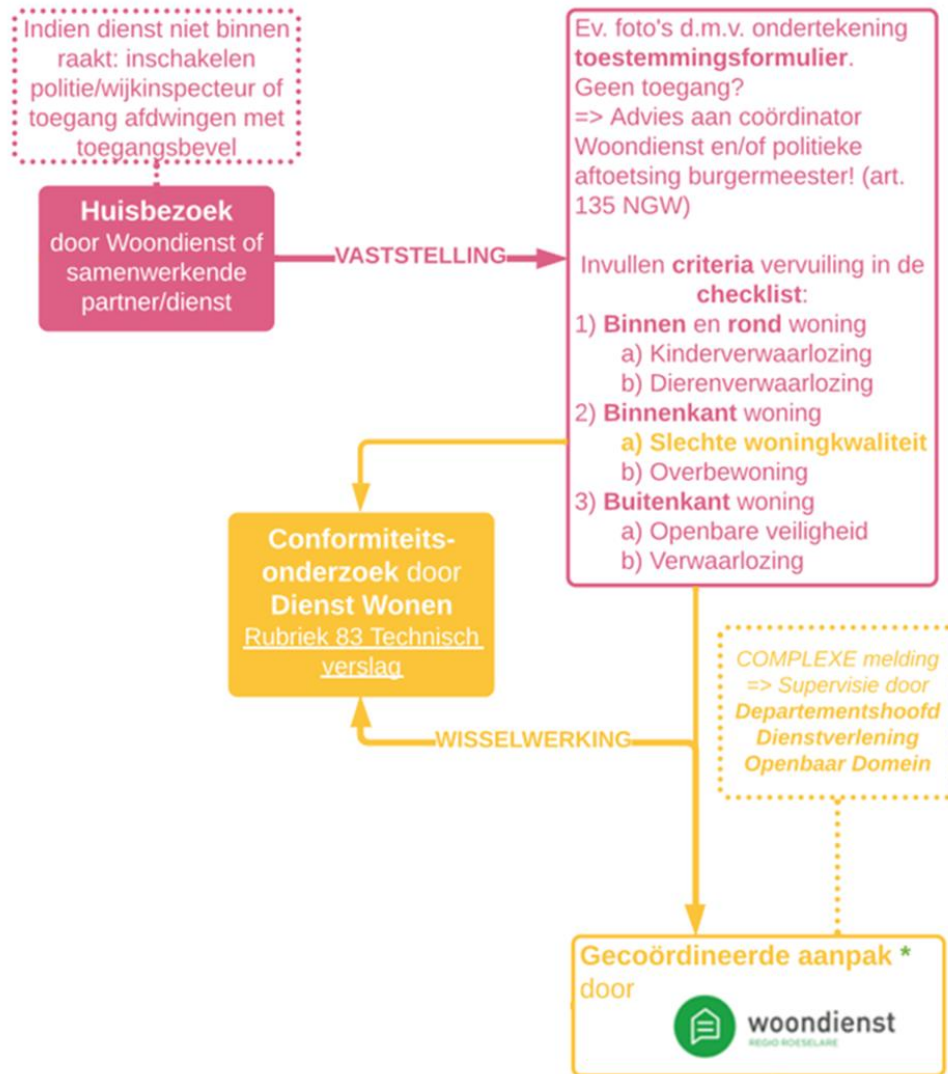 Indien dienst niet binnen
raakt: inschakelen
politie/wijkinspecteur of
toegang afdwingen met
toegangsbevel
Huisbezoek
door Woondienst of
samenwerkende
partner/dienst
VASTSTELLING
Ev. foto's d.m.v. ondertekening
toestemmingsformulier.
Geen toegang?
=> Advies aan coördinator
Woondienst en/of politieke
aftoetsing burgermeester! (art.
135 NGW)
Invullen criteria vervuiling in de
checklist:
1) Binnen en rond woning
a) Kinderverwaarlozing
b) Dierenverwaarlozing
2) Binnenkant woning
a) Slechte woningkwaliteit
b) Overbewoning
3) Buitenkant woning
a) Openbare veiligheid
b) Verwaarlozing
Conformiteits-
onderzoek door
Dienst Wonen
Rubriek 83 Technisch
verslag
WISSELWERKING
COMPLEXE melding
=> Supervisie door
Departementshoofd
Dienstverlening
Openbaar Domein
Gecoördineerde aanpak *
door
woondienst
REGIO ROESELARE